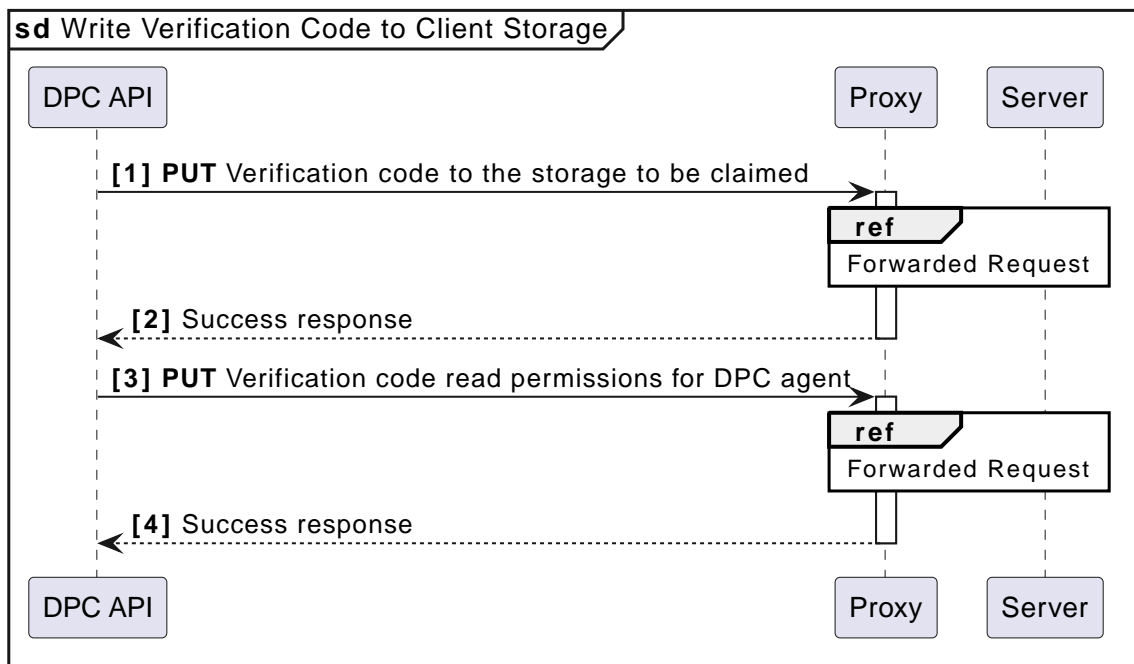 sd Write Verification Code to Client Storage
DPC API
Proxy
Server
[1] PUT Verification code to the storage to be claimed
ref
Forwarded Request
[2] Success response
[3] PUT Verification code read permissions for DPC agent
ref
Forwarded Request
[4] Success response
DPC API
Proxy
Server